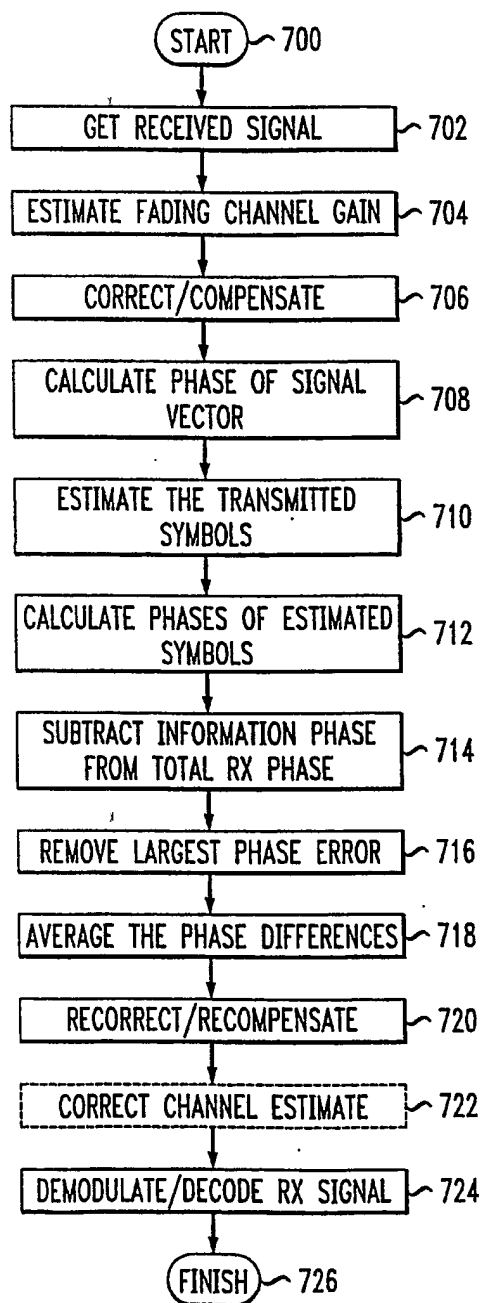 START 700
GET RECEIVED SIGNAL 702
ESTIMATE FADING CHANNEL GAIN 704
CORRECT/COMPENSATE 706
CALCULATE PHASE OF SIGNAL
VECTOR 708
ESTIMATE THE TRANSMITTED
SYMBOLS 710
CALCULATE PHASES OF ESTIMATED
SYMBOLS 712
SUBTRACT INFORMATION PHASE
FROM TOTAL RX PHASE 714
REMOVE LARGEST PHASE ERROR 716
AVERAGE THE PHASE DIFFERENCES 718
RECORRECT/RECOMPENSATE 720
CORRECT CHANNEL ESTIMATE 722
DEMODULATE/DECODE RX SIGNAL 724
FINISH 726